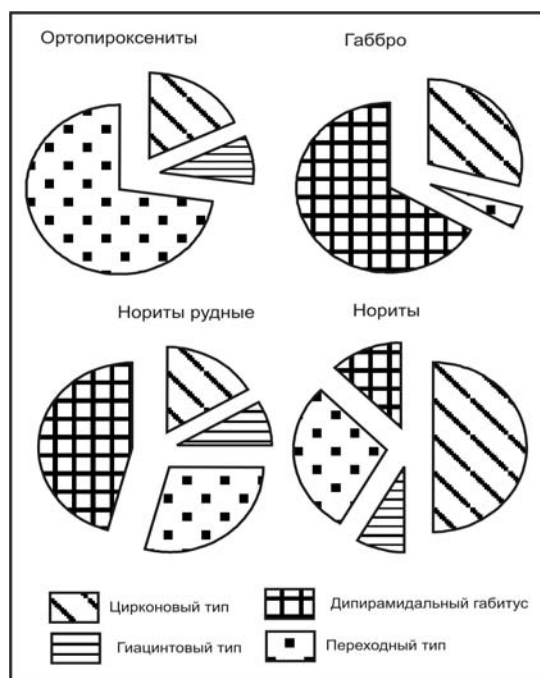 Ортопироксениты
Габбро
Нориты рудные
Нориты
Цирконовый тип
Дипирамидальный габитус
Гиацинтовый тип
Переходный тип